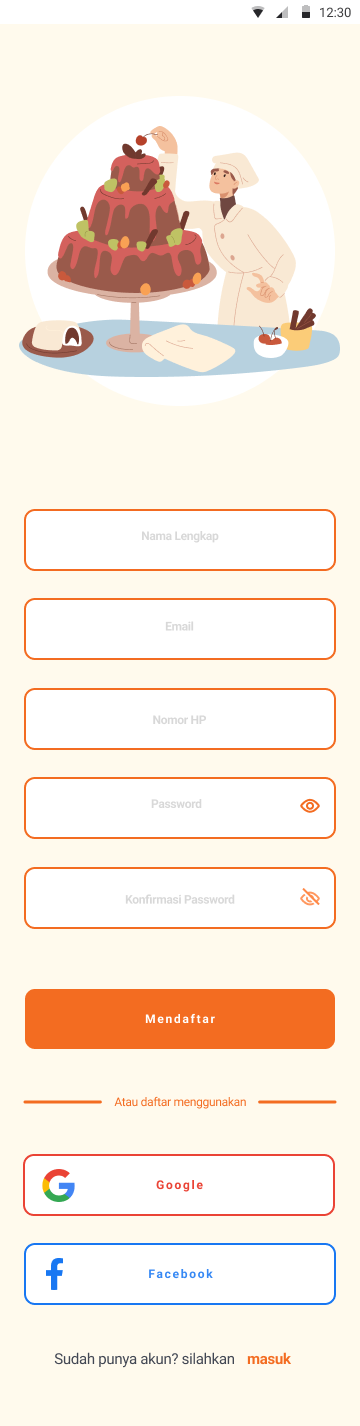 12:30
Nama Lengkap
Email
Nomor HP
Password
Konfirmasi Password
Mendaftar
Atau daftar menggunakan
Google
Facebook
Sudah punya akun? silahkan masuk